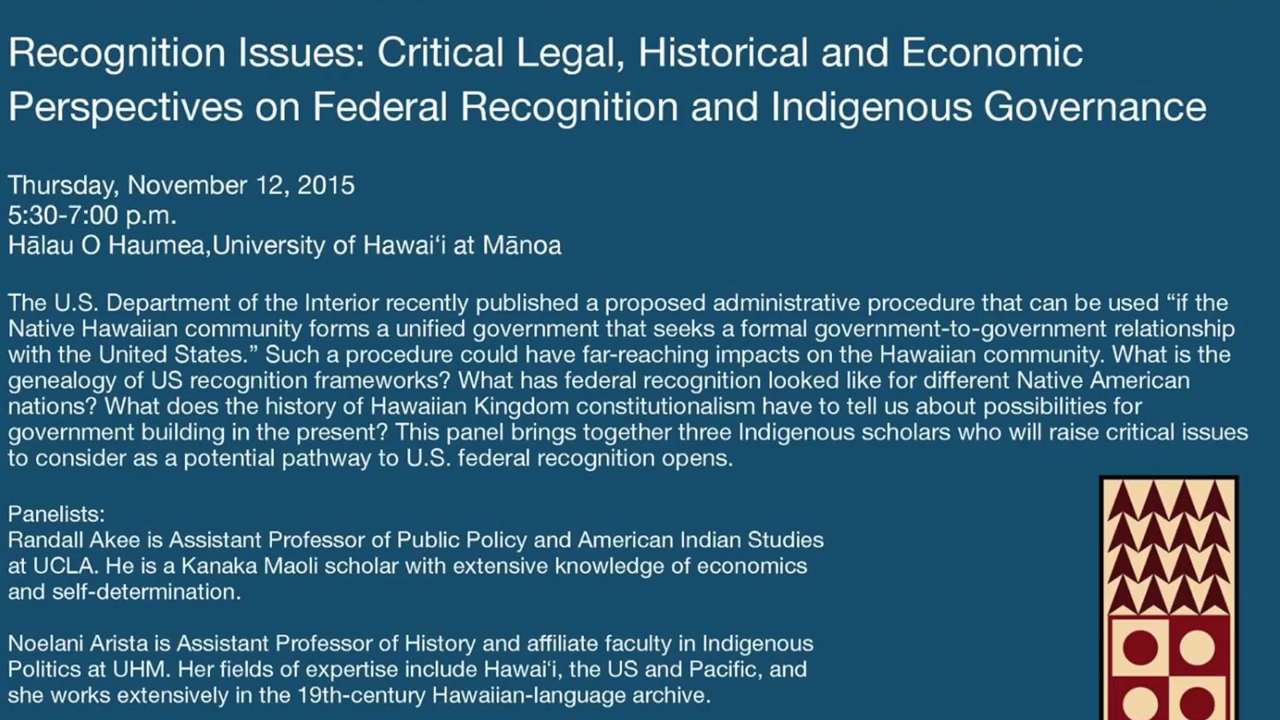 Recognition Issues: Critical Legal, Historical and Economic
Perspectives on Federal Recognition and Indigenous Governance
Thursday, November 12, 2015
5:30-7:00 p.m.
Hālau O Haumea,University of Hawaiʻi at Mānoa
The U.S. Department of the Interior recently published a proposed administrative procedure that can be used “if the
Native Hawaiian community forms a unified government that seeks a formal government-to-government relationship
with the United States.” Such a procedure could have far-reaching impacts on the Hawaiian community. What is the
genealogy of US recognition frameworks? What has federal recognition looked like for different Native American
nations? What does the history of Hawaiian Kingdom constitutionalism have to tell us about possibilities for
government building in the present? This panel brings together three Indigenous scholars who will raise critical issues
to consider as a potential pathway to U.S. federal recognition opens.
Panelists:
Randall Akee is Assistant Professor of Public Policy and American Indian Studies
at UCLA. He is a Kanaka Maoli scholar with extensive knowledge of economics
and self-determination.
Noelani Arista is Assistant Professor of History and affiliate faculty in Indigenous
Politics at UHM. Her fields of expertise include Hawaiʻi, the US and Pacific, and
she works extensively in the 19th-century Hawaiian-language archive.